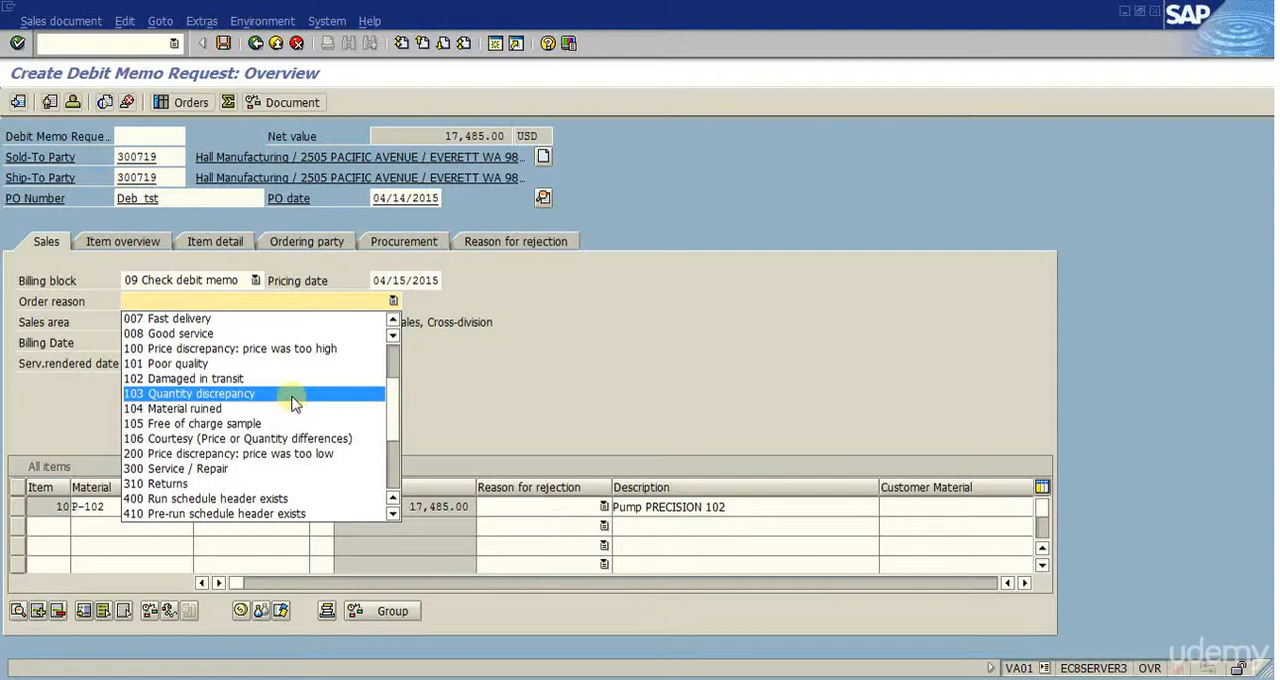 SAP
Sales document Edit Goto Extras Environment System Help
Create Debit Memo Request: Overview
Orders Document
Debit Memo Reque... Net value 17,485.00 USD
Sold-To Party 300719 Hall Manufacturing / 2505 PACIFIC AVENUE / EVERETT WA 98...
Ship-To Party 300719 Hall Manufacturing / 2505 PACIFIC AVENUE / EVERETT WA 98...
PO Number Deb_tst PO date 04/14/2015
Sales Item overview Item detail Ordering party Procurement Reason for rejection
Billing block 09 Check debit memo Pricing date 04/15/2015
Order reason
007 Fast delivery
Sales area ales, Cross-division
008 Good service
Billing Date
100 Price discrepancy: price was too high
Serv.rendered date
101 Poor quality
102 Damaged in transit
103 Quantity discrepancy
104 Material ruined
105 Free of charge sample
106 Courtesy (Price or Quantity differences)
200 Price discrepancy: price was too low
All items
300 Service / Repair
310 Returns
Item Material Reason for rejection Description Customer Material
400 Run schedule header exists
10 P-102 17,485.00 Pump PRECISION 102
410 Pre-run schedule header exists
Group
udemy
VA01 EC8SERVER3 OVR